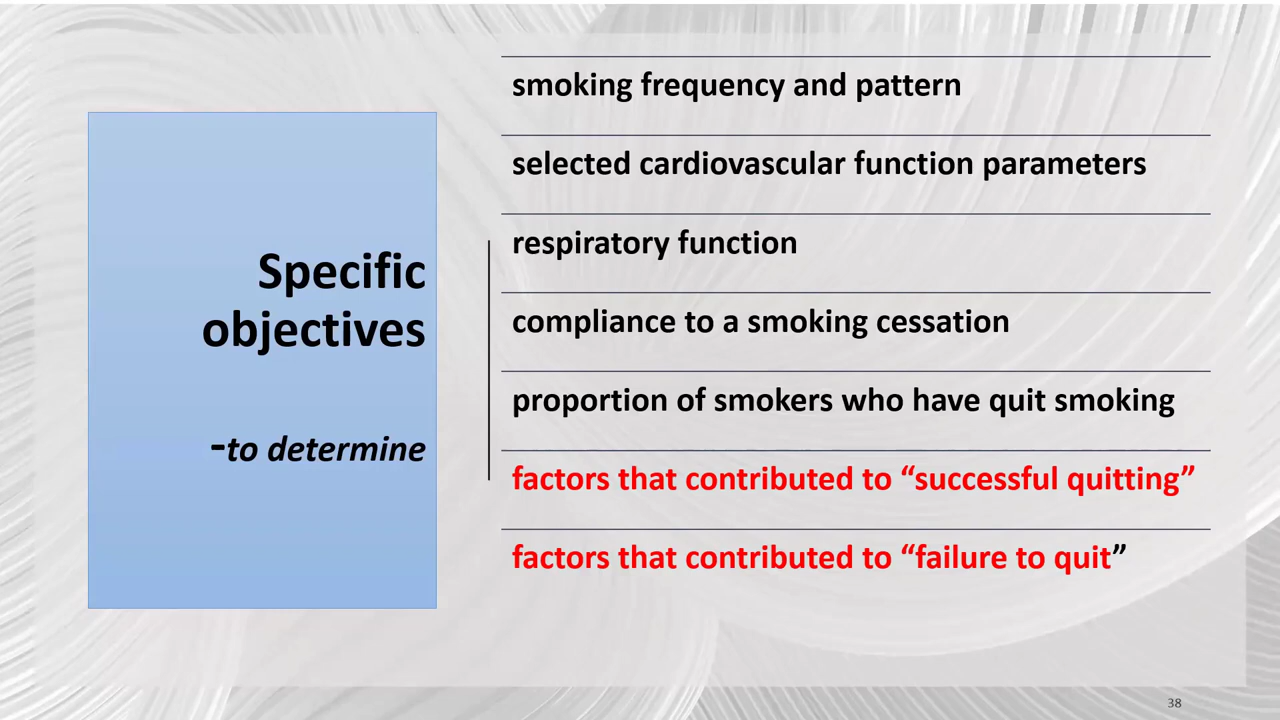 Specific
objectives
-to determine
smoking frequency and pattern
selected cardiovascular function parameters
respiratory function
compliance to a smoking cessation
proportion of smokers who have quit smoking
factors that contributed to “successful quitting”
factors that contributed to “failure to quit”
38